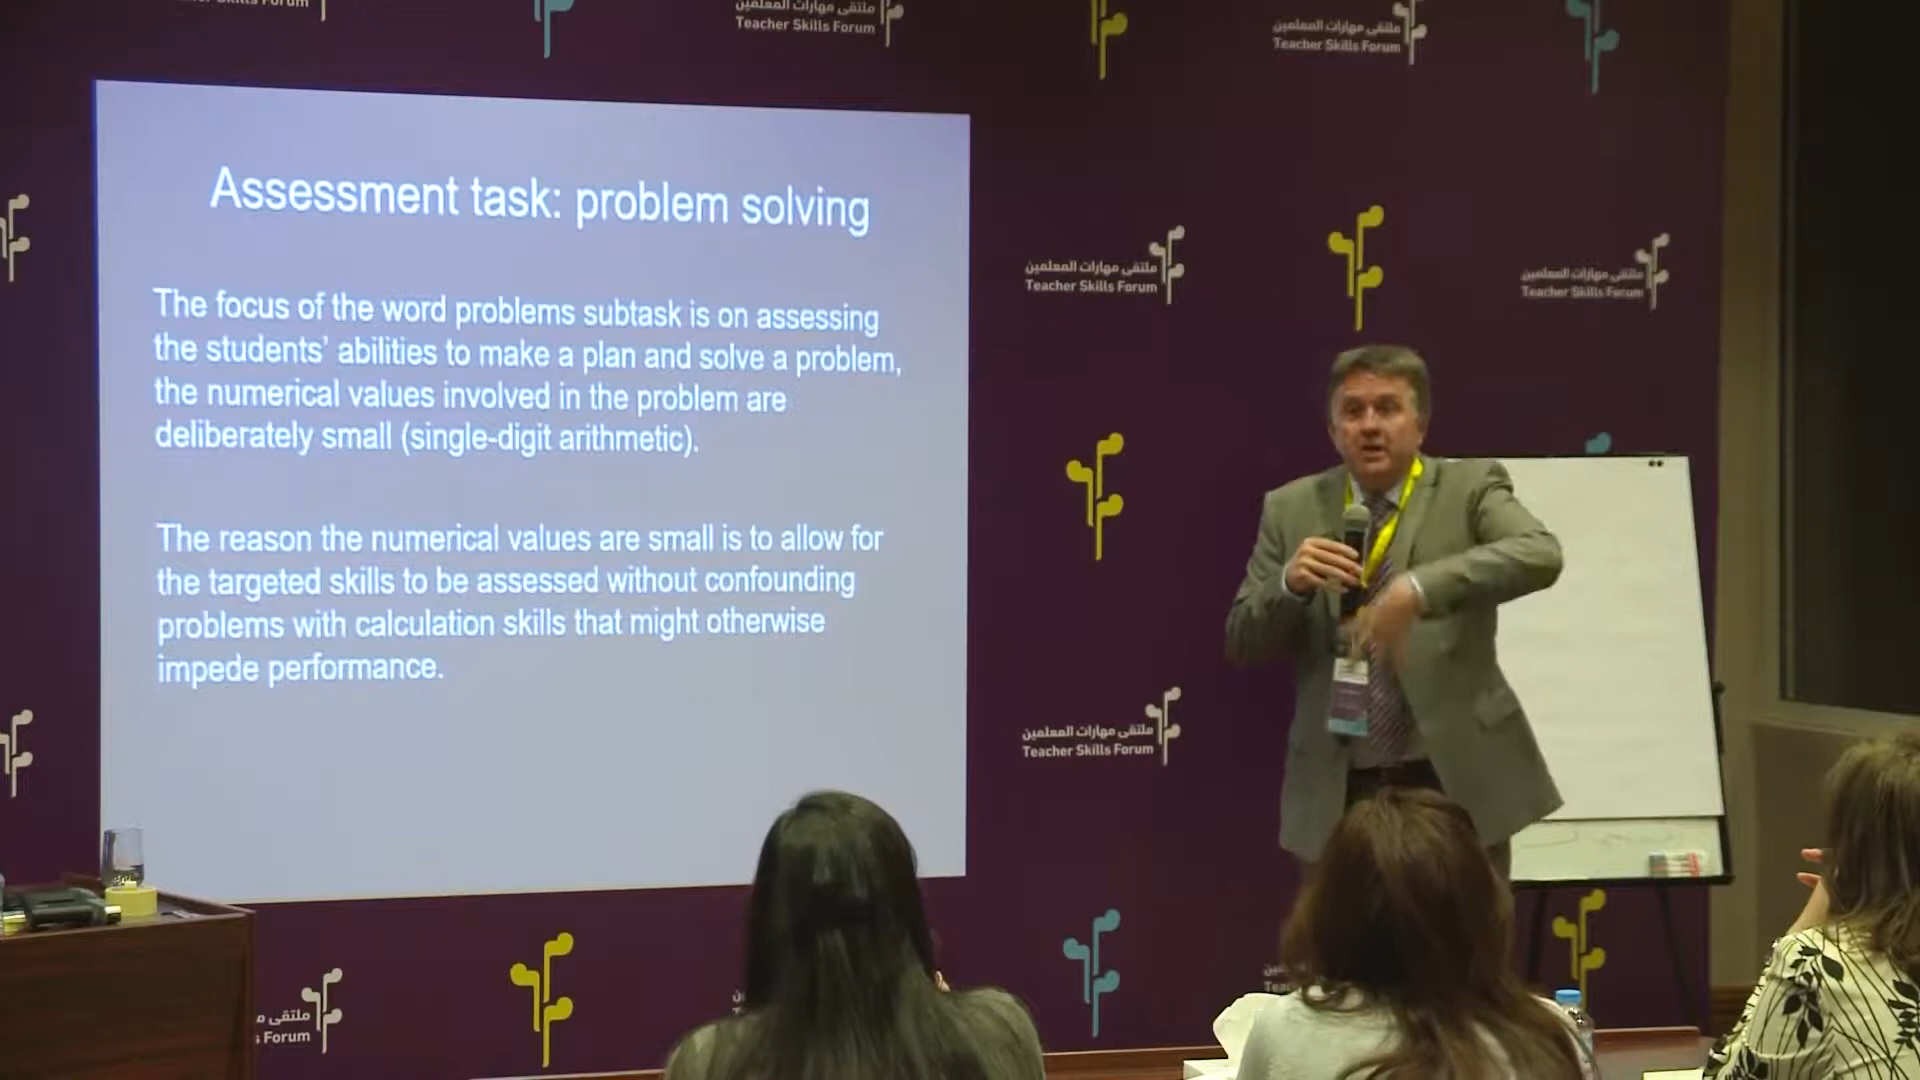 Skills Forum
ملتقى مهارات المعلمين
Teacher Skills Forum
ملتقى مهارات المعلمين
Teacher Skills Forum
Assessment task: problem solving
The focus of the word problems subtask is on assessing
the students' abilities to make a plan and solve a problem,
the numerical values involved in the problem are
deliberately small (single-digit arithmetic).
The reason the numerical values are small is to allow for
the targeted skills to be assessed without confounding
problems with calculation skills that might otherwise
impede performance.
ملتقى مهارات المعلمين
Teacher Skills Forum
ملتقى مهارات المعلمين
Teacher Skills Forum
ملتقى مهارات المعلمين
Teacher Skills Forum
ملتقى
Forum